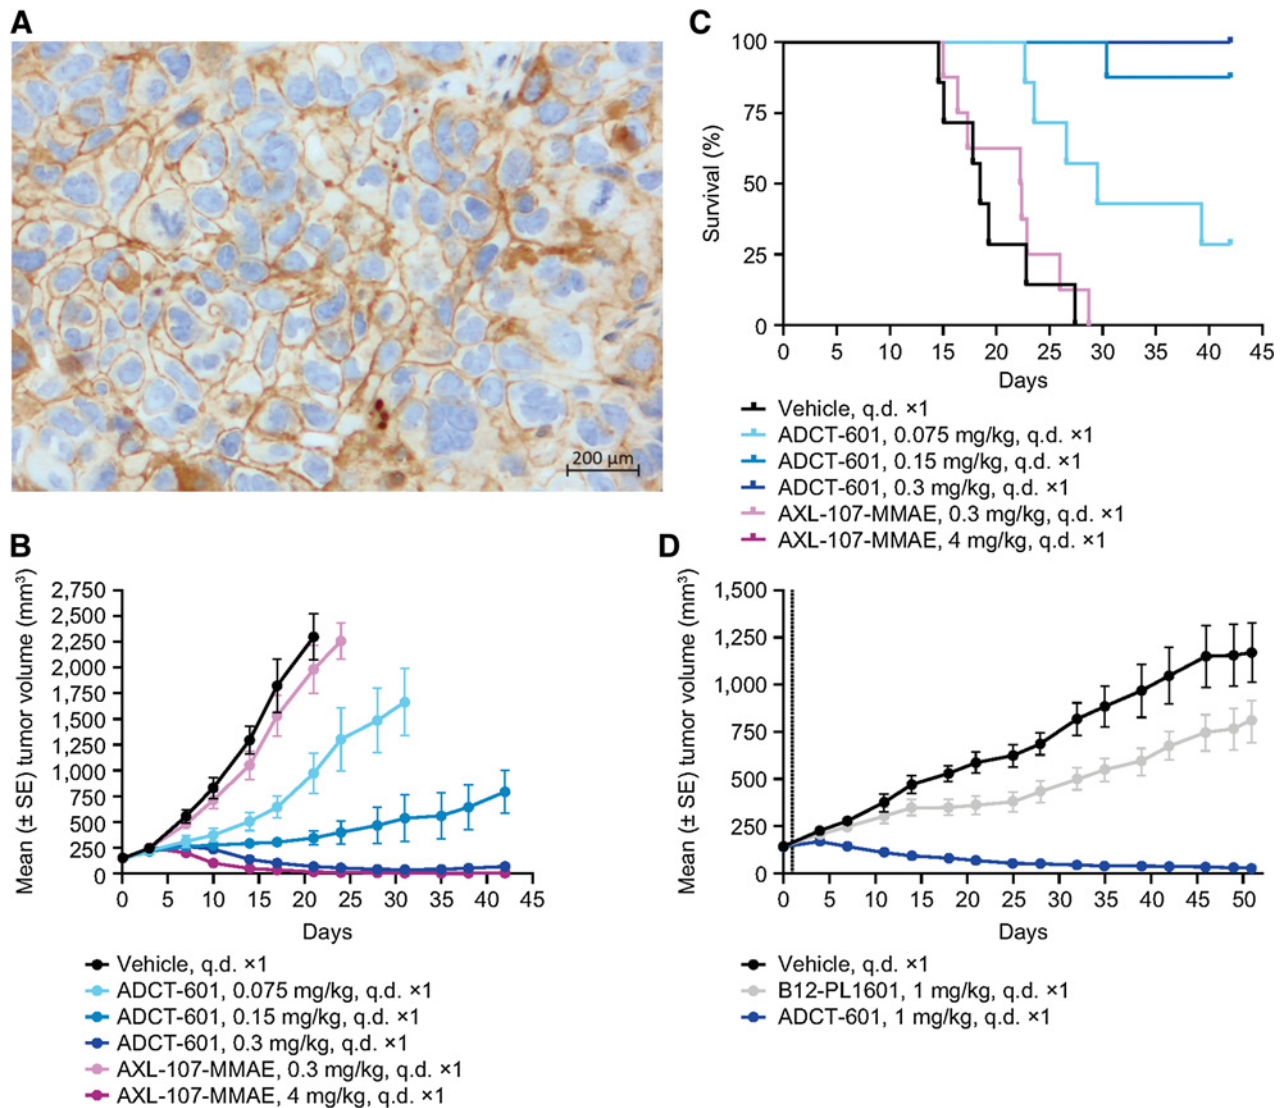 A
200 µm
C
Survival (%)
100
75
50
25
0
0 5 10 15 20 25 30 35 40 45
Days
Vehicle, q.d. ×1
ADCT-601, 0.075 mg/kg, q.d. ×1
ADCT-601, 0.15 mg/kg, q.d. ×1
ADCT-601, 0.3 mg/kg, q.d. ×1
AXL-107-MMAE, 0.3 mg/kg, q.d. ×1
AXL-107-MMAE, 4 mg/kg, q.d. ×1
B
Mean (± SE) tumor volume (mm³)
2,750
2,500
2,250
2,000
1,750
1,500
1,250
1,000
750
500
250
0
0 5 10 15 20 25 30 35 40 45
Days
Vehicle, q.d. ×1
ADCT-601, 0.075 mg/kg, q.d. ×1
ADCT-601, 0.15 mg/kg, q.d. ×1
ADCT-601, 0.3 mg/kg, q.d. ×1
AXL-107-MMAE, 0.3 mg/kg, q.d. ×1
AXL-107-MMAE, 4 mg/kg, q.d. ×1
D
Mean (± SE) tumor volume (mm³)
1,500
1,250
1,000
750
500
250
0
0 5 10 15 20 25 30 35 40 45 50
Days
Vehicle, q.d. ×1
B12-PL1601, 1 mg/kg, q.d. ×1
ADCT-601, 1 mg/kg, q.d. ×1